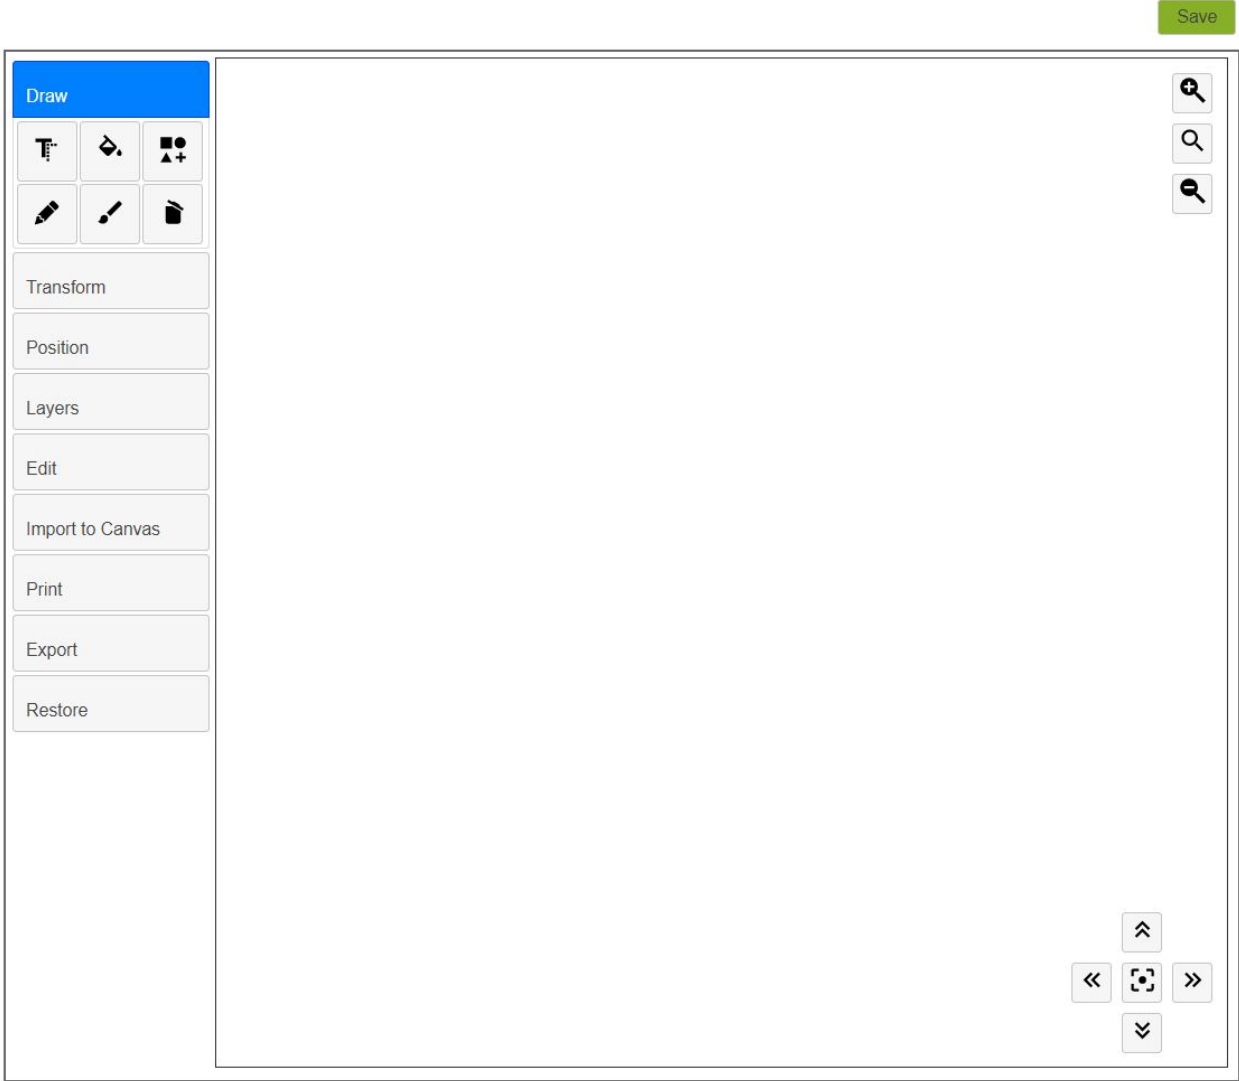 Save
Draw
Transform
Position
Layers
Edit
Import to Canvas
Print
Export
Restore